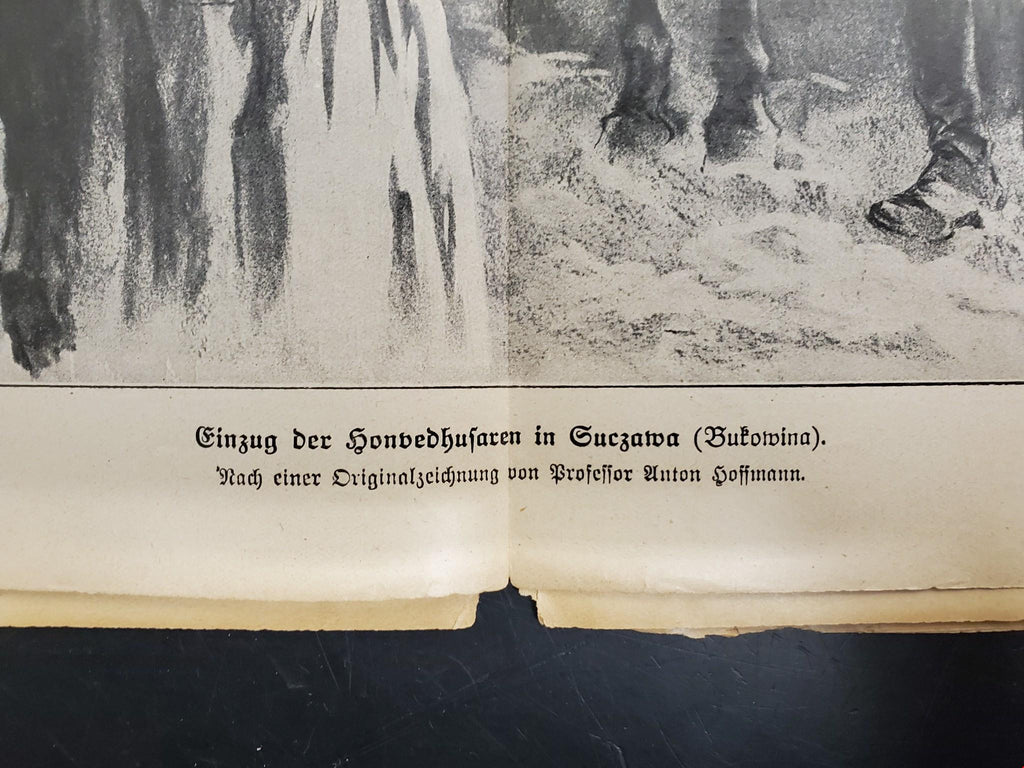 Einzug der Honvedhusaren in Suczawa (Bukowina).
Nach einer Originalzeichnung von Professor Anton Hoffmann.